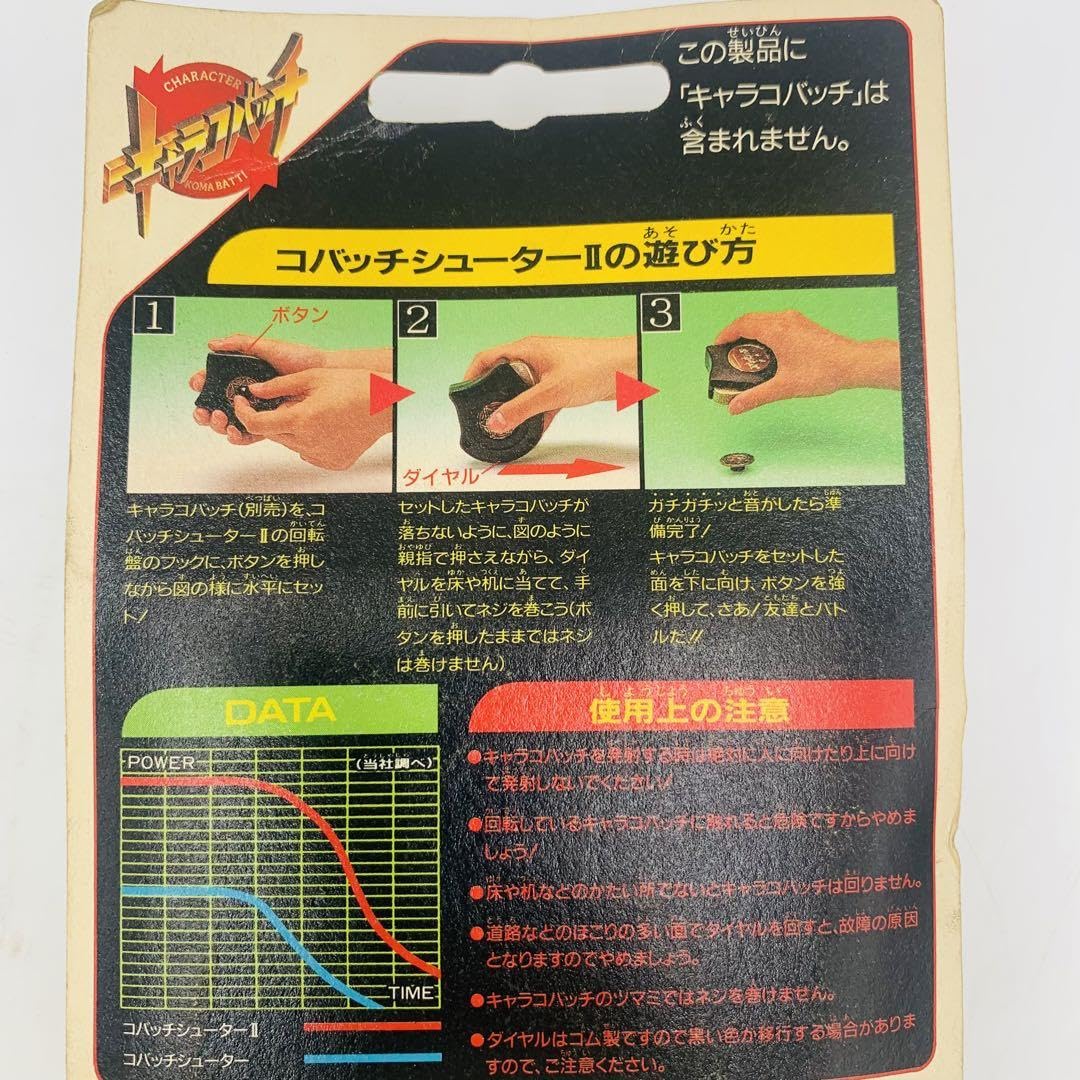 CHARACTER
キャラコバッチ
KOMA BATTI
この製品に
「キャラコバッチ」は
含まれません。
コバッチシューターⅡの遊び方
1
ボタン
2
ダイヤル
3
キャラコバッチ(別売)を、コ
バッチシューターⅡの回転
盤のフックに、ボタンを押し
ながら図の様に水平にセッ
ト!
セットしたキャラコバッチが
落ちないように、図のように
親指で押さえながら、ダイ
ヤルを床や机に当てて、手
前に引いてネジを巻こう(ボ
タンを押したままではネジ
は巻けません)
ガチガチッと音がしたら準
備完了!
キャラコバッチをセットした
面を下に向け、ボタンを強
く押して、さあ!友達とバト
ルだ!!
DATA
POWER
(当社調べ)
TIME
コバッチシューターⅡ
コバッチシューター
使用上の注意
●キャラコバッチを発射する時は絶対に人に向けたり上に向け
て発射しないでください!
●回転しているキャラコバッチに触れると危険ですからやめま
しょう!
●床や机などのかたい所でないとキャラコバッチは回りません。
●道路などのほこりの多い面でダイヤルを回すと、故障の原因
となりますのでやめましょう。
●キャラコバッチのツマミではネジを巻けません。
●ダイヤルはゴム製ですので黒い色が移行する場合がありま
すので、ご注意ください。